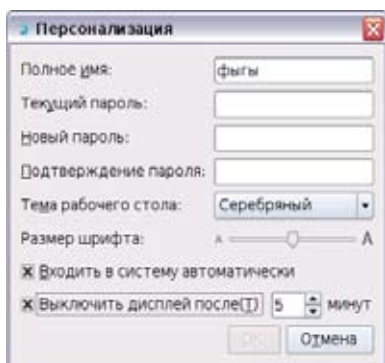 Персонализация
Полное имя: фыгы
Текущий пароль:
Новый пароль:
Подтверждение пароля:
Тема рабочего стола: Серебряный
Размер шрифта: A A
Входить в систему автоматически
Выключить дисплей после(T) 5 минут
OK Отмена